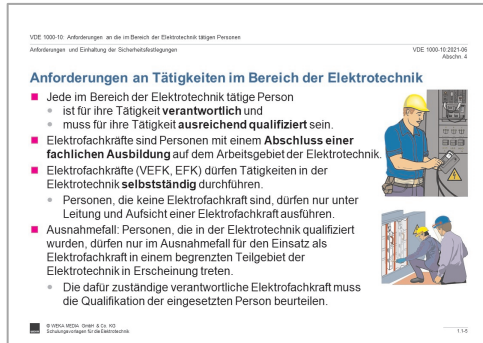 VDE 1000-10: Anforderungen an die im Bereich der Elektrotechnik tätigen Personen
Anforderungen und Einhaltung der Sicherheitsfestlegungen
VDE 1000-10:2021-06
Abschn. 4
Anforderungen an Tätigkeiten im Bereich der Elektrotechnik
Jede im Bereich der Elektrotechnik tätige Person
ist für ihre Tätigkeit verantwortlich und
muss für ihre Tätigkeit ausreichend qualifiziert sein.
Elektrofachkräfte sind Personen mit einem Abschluss einer
fachlichen Ausbildung auf dem Arbeitsgebiet der Elektrotechnik.
Elektrofachkräfte (VEFK, EFK) dürfen Tätigkeiten in der
Elektrotechnik selbstständig durchführen.
Personen, die keine Elektrofachkraft sind, dürfen nur unter
Leitung und Aufsicht einer Elektrofachkraft ausführen.
Ausnahmefall: Personen, die in der Elektrotechnik qualifiziert
wurden, dürfen nur im Ausnahmefall für den Einsatz als
Elektrofachkraft in einem begrenzten Teilgebiet der
Elektrotechnik in Erscheinung treten.
Die dafür zuständige verantwortliche Elektrofachkraft muss
die Qualifikation der eingesetzten Person beurteilen.
© WEKA MEDIA GmbH & Co. KG
Schulungsvorlagen für die Elektrotechnik
1.1-5